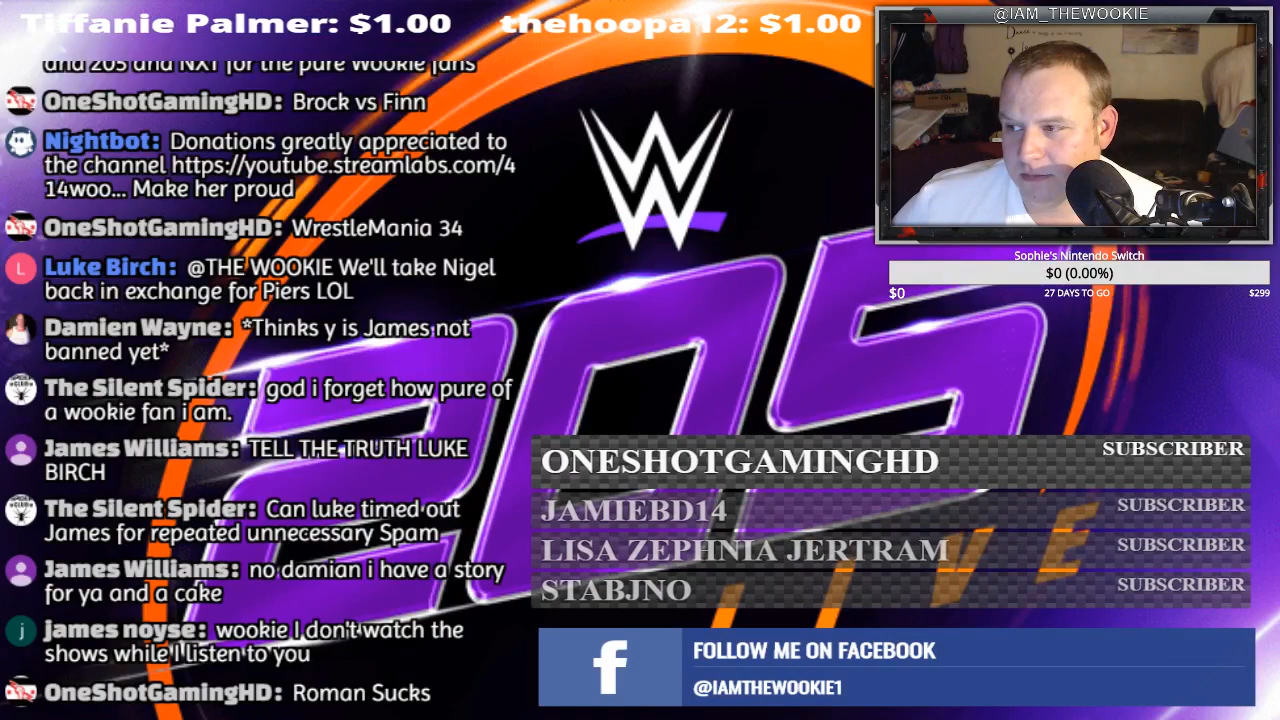 Tiffanie Palmer: $1.00 thehoopa12: $1.00
and 205 and NXT for the pure Wookie fans
OneShotGamingHD: Brock vs Finn
Nightbot: Donations greatly appreciated to
the channel https://youtube.streamlabs.com/4
14woo... Make her proud
OneShotGamingHD: WrestleMania 34
L
Luke Birch: @THE WOOKIE We'll take Nigel
back in exchange for Piers LOL
Damien Wayne: *Thinks y is James not
banned yet*
The Silent Spider: god i forget how pure of
a wookie fan i am.
James Williams: TELL THE TRUTH LUKE
BIRCH
The Silent Spider: Can luke timed out
James for repeated unnecessary Spam
James Williams: no damian i have a story
for ya and a cake
j
james noyse: wookie I don't watch the
shows while I listen to you
OneShotGamingHD: Roman Sucks
W
205
LIVE
@IAM_THEWOOKIE
Sophie's Nintendo Switch
$0 (0.00%)
$0 27 DAYS TO GO $299
ONESHOTGAMINGHD SUBSCRIBER
JAMIEBD14 SUBSCRIBER
LISA ZEPHNIA JERTRAM SUBSCRIBER
STABJNO SUBSCRIBER
f
FOLLOW ME ON FACEBOOK
@IAMTHEWOOKIE1